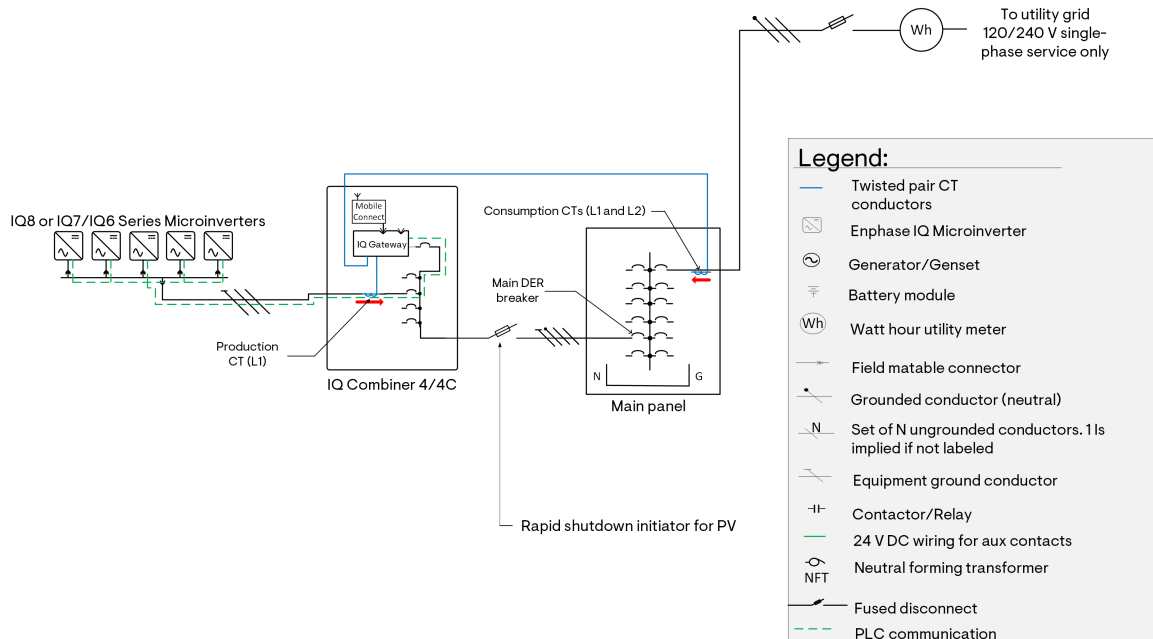 To utility grid
120/240 V single-
phase service only
Wh
Legend:
Twisted pair CT
conductors
Enphase IQ Microinverter
Generator/Genset
Battery module
Wh
Watt hour utility meter
Field matable connector
Grounded conductor (neutral)
N
Set of N ungrounded conductors. 1 Is
implied if not labeled
Equipment ground conductor
Contactor/Relay
24 V DC wiring for aux contacts
NFT
Neutral forming transformer
Fused disconnect
PLC communication
IQ8 or IQ7/IQ6 Series Microinverters
Mobile
Connect
IQ Gateway
Production
CT (L1)
IQ Combiner 4/4C
Consumption CTs (L1 and L2)
Main DER
breaker
N
G
Main panel
Rapid shutdown initiator for PV